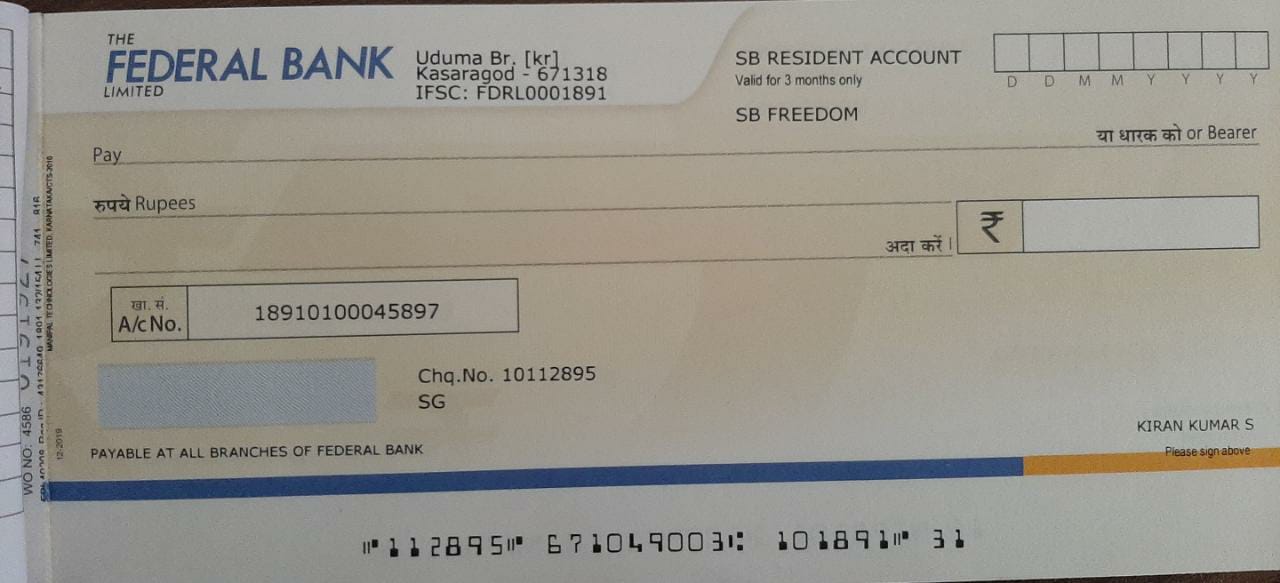 THE
FEDERAL BANK
LIMITED
Uduma Br. [kr]
Kasaragod - 671318
IFSC: FDRL0001891
SB RESIDENT ACCOUNT
Valid for 3 months only
SB FREEDOM
D D M M Y Y Y Y
या धारक को or Bearer
Pay
रुपये Rupees
अदा करें।
₹
खा. सं.
A/c No.
18910100045897
Chq.No. 10112895
SG
KIRAN KUMAR S
Please sign above
PAYABLE AT ALL BRANCHES OF FEDERAL BANK
⑈112895⑈ 671049003⑆ 101891⑈ 31
MANIPAL TECHNOLOGIES LIMITED, KARNATAKA/CTS-2010
12/2019
WO NO: 4586